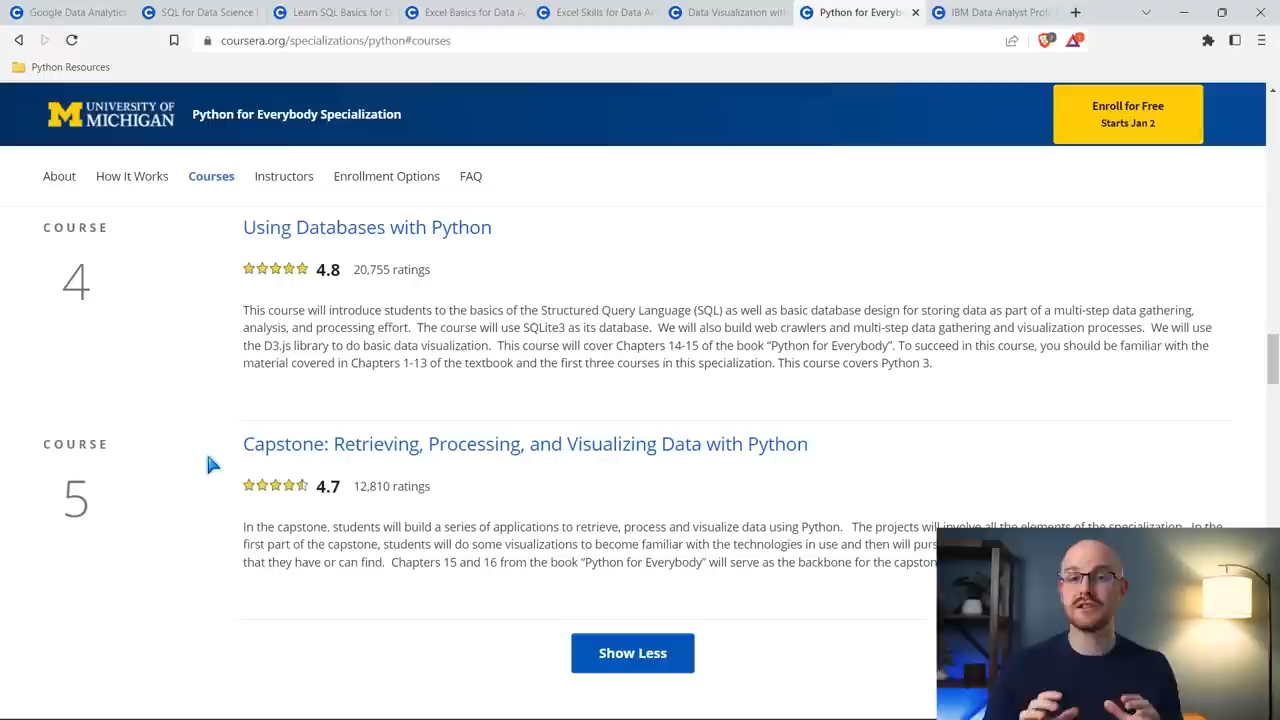 Google Data Analytics
SQL for Data Science
Learn SQL Basics for D
Excel Basics for Data A
Excel Skills for Data An
Data Visualization with
Python for Everyb
IBM Data Analyst Prof
coursera.org/specializations/python#courses
Python Resources
UNIVERSITY OF
MICHIGAN
Python for Everybody Specialization
Enroll for Free
Starts Jan 2
About
How It Works
Courses
Instructors
Enrollment Options
FAQ
COURSE
4
Using Databases with Python
4.8 20,755 ratings
This course will introduce students to the basics of the Structured Query Language (SQL) as well as basic database design for storing data as part of a multi-step data gathering,
analysis, and processing effort. The course will use SQLite3 as its database. We will also build web crawlers and multi-step data gathering and visualization processes. We will use
the D3.js library to do basic data visualization. This course will cover Chapters 14-15 of the book “Python for Everybody”. To succeed in this course, you should be familiar with the
material covered in Chapters 1-13 of the textbook and the first three courses in this specialization. This course covers Python 3.
COURSE
5
Capstone: Retrieving, Processing, and Visualizing Data with Python
4.7 12,810 ratings
In the capstone, students will build a series of applications to retrieve, process and visualize data using Python. The projects will involve all the elements of the specialization. In the
first part of the capstone, students will do some visualizations to become familiar with the technologies in use and then will purs
that they have or can find. Chapters 15 and 16 from the book “Python for Everybody” will serve as the backbone for the capston
Show Less